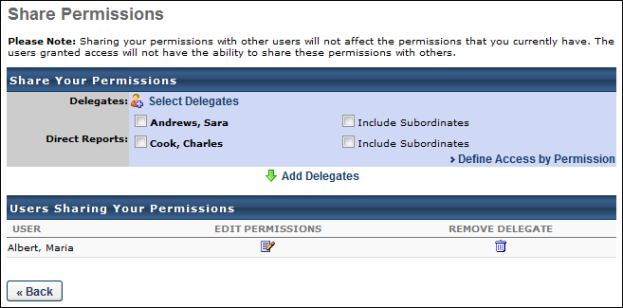 Share Permissions
Please Note: Sharing your permissions with other users will not affect the permissions that you currently have. The
users granted access will not have the ability to share these permissions with others.
Share Your Permissions
Delegates: Select Delegates
Andrews, Sara Include Subordinates
Direct Reports: Cook, Charles Include Subordinates
› Define Access by Permission
Add Delegates
Users Sharing Your Permissions
USER EDIT PERMISSIONS REMOVE DELEGATE
Albert, Maria
« Back